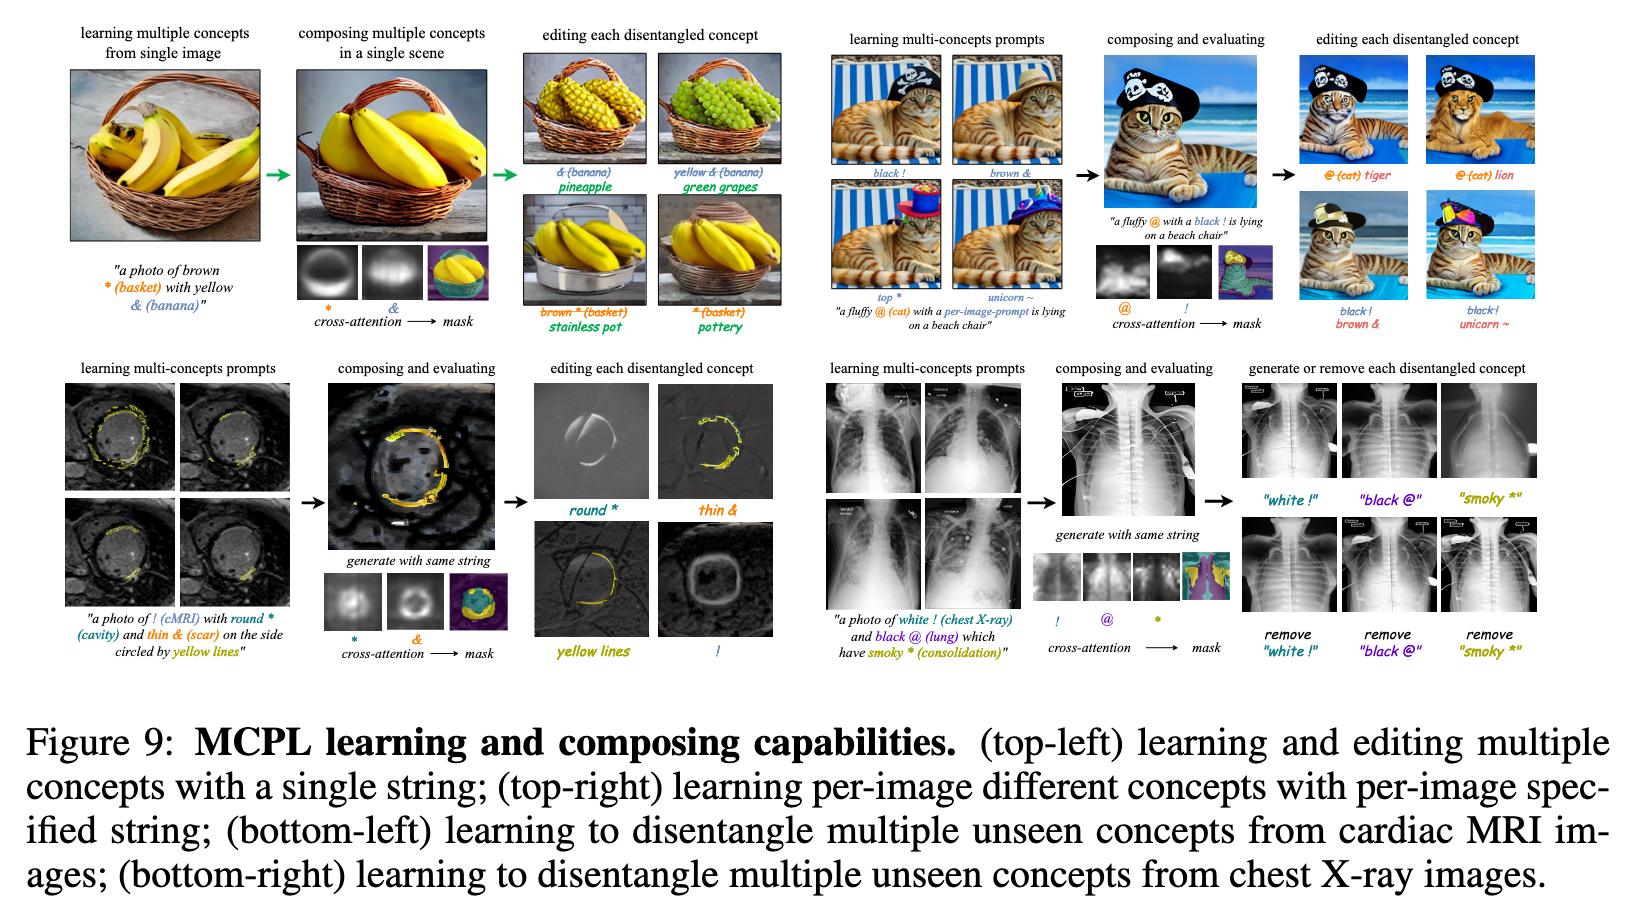 learning multiple concepts
from single image
composing multiple concepts
in a single scene
editing each disentangled concept
"a photo of brown
* (basket) with yellow
& (banana)"
* &
cross-attention → mask
& (banana)
pineapple
yellow & (banana)
green grapes
brown * (basket)
stainless pot
* (basket)
pottery
learning multi-concepts prompts
composing and evaluating
editing each disentangled concept
black !
brown &
top *
unicorn ~
"a fluffy @ (cat) with a per-image-prompt is lying
on a beach chair"
"a fluffy @ with a black ! is lying
on a beach chair"
@ !
cross-attention → mask
@ (cat) tiger
@ (cat) lion
black !
brown &
black !
unicorn ~
learning multi-concepts prompts
composing and evaluating
editing each disentangled concept
"a photo of ! (cMRI) with round *
(cavity) and thin & (scar) on the side
circled by yellow lines"
generate with same string
* &
cross-attention → mask
round *
thin &
yellow lines
!
learning multi-concepts prompts
composing and evaluating
generate or remove each disentangled concept
"a photo of white ! (chest X-ray)
and black @ (lung) which
have smoky * (consolidation)"
generate with same string
! @ *
cross-attention → mask
"white !"
"black @"
"smoky *"
remove
"white !"
remove
"black @"
remove
"smoky *"
Figure 9: MCPL learning and composing capabilities. (top-left) learning and editing multiple
concepts with a single string; (top-right) learning per-image different concepts with per-image spec-
ified string; (bottom-left) learning to disentangle multiple unseen concepts from cardiac MRI im-
ages; (bottom-right) learning to disentangle multiple unseen concepts from chest X-ray images.